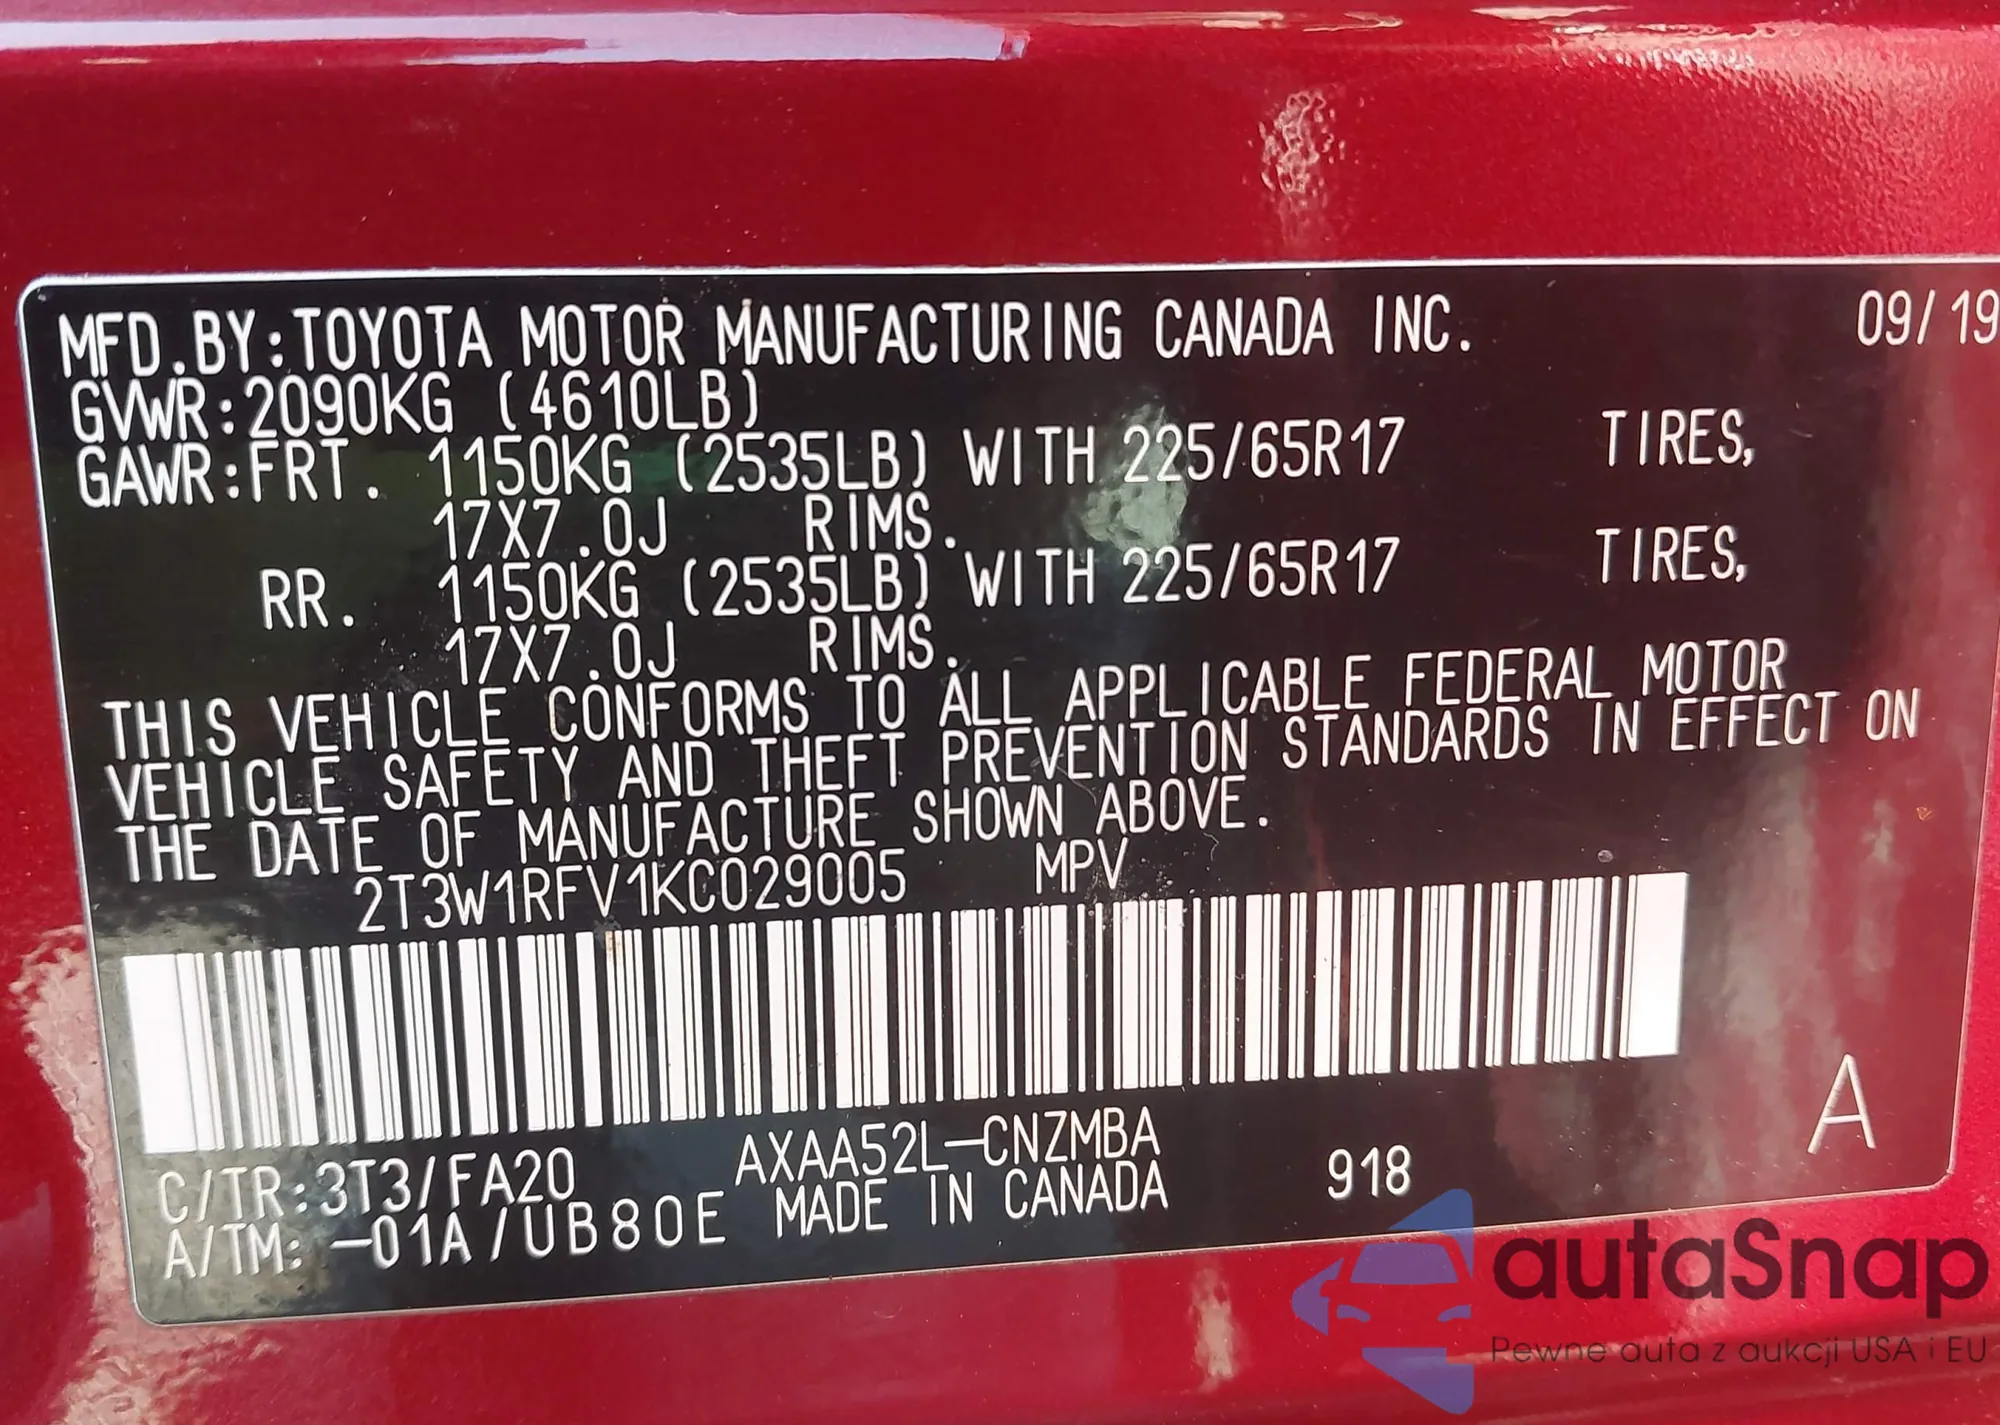 MFD.BY:TOYOTA MOTOR MANUFACTURING CANADA INC. 09/19
GVWR:2090KG (4610LB)
GAWR:FRT. 1150KG (2535LB) WITH 225/65R17 TIRES,
17X7.0J RIMS.
RR. 1150KG (2535LB) WITH 225/65R17 TIRES,
17X7.0J RIMS.
THIS VEHICLE CONFORMS TO ALL APPLICABLE FEDERAL MOTOR
VEHICLE SAFETY AND THEFT PREVENTION STANDARDS IN EFFECT ON
THE DATE OF MANUFACTURE SHOWN ABOVE.
2T3W1RFV1KC029005 MPV
C/TR:3T3/FA20 AXAA52L-CNZMBA A
A/TM:-01A/UB80E MADE IN CANADA 918
autaSnap
Pewne auta z aukcji USA i EU